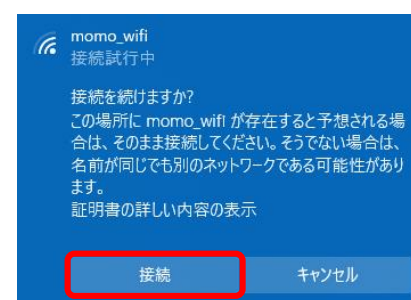 momo_wifi
接続試行中
接続を続けますか?
この場所に momo_wifi が存在すると予想される場
合は、そのまま接続してください。そうでない場合は、
名前が同じでも別のネットワークである可能性があり
ます。
証明書の詳しい内容の表示
接続 キャンセル